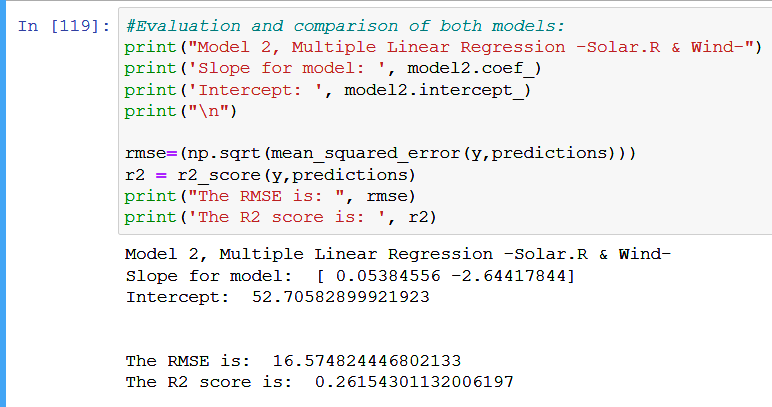 In [119]: #Evaluation and comparison of both models:
print("Model 2, Multiple Linear Regression -Solar.R & Wind-")
print('Slope for model: ', model2.coef_)
print('Intercept: ', model2.intercept_)
print("\n")
rmse=(np.sqrt(mean_squared_error(y,predictions)))
r2 = r2_score(y,predictions)
print("The RMSE is: ", rmse)
print('The R2 score is: ', r2)
Model 2, Multiple Linear Regression -Solar.R & Wind-
Slope for model:  [ 0.05384556 -2.64417844]
Intercept:  52.70582899921923
The RMSE is:  16.574824446802133
The R2 score is:  0.26154301132006197